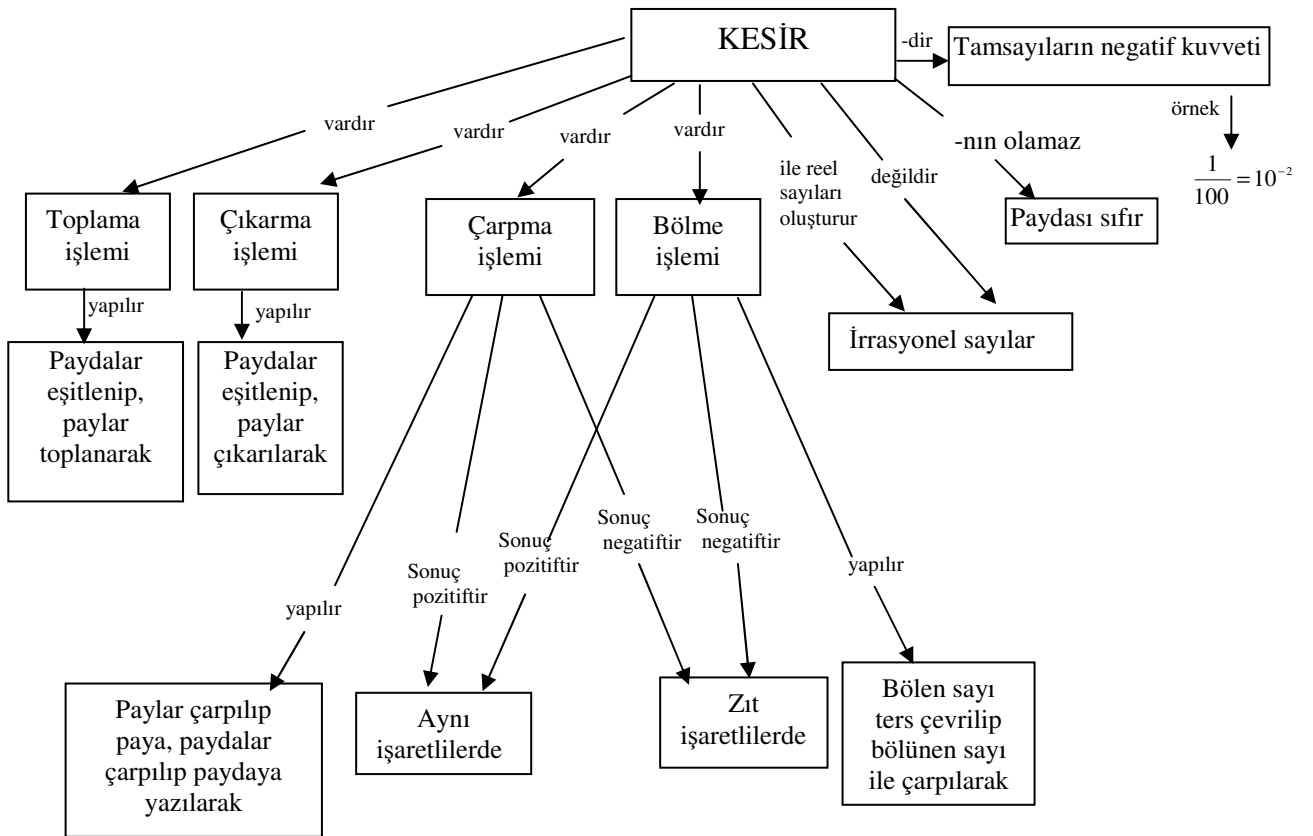 KESİR
-dir
Tamsayıların negatif kuvveti
örnek
1/100 = 10⁻²
vardır
vardır
vardır
vardır
ile reel
sayıları
oluşturur
değildir
-nın olamaz
Paydası sıfır
Toplama
işlemi
Çıkarma
işlemi
Çarpma
işlemi
Bölme
işlemi
yapılır
yapılır
İrrasyonel sayılar
Paydalar
eşitlenip,
paylar
toplanarak
Paydalar
eşitlenip,
paylar
çıkarılarak
yapılır
Sonuç
pozitiftir
Sonuç
pozitiftir
Sonuç
negatiftir
Sonuç
negatiftir
yapılır
Paylar çarpılıp
paya, paydalar
çarpılıp paydaya
yazılarak
Aynı
işaretlilerde
Zıt
işaretlilerde
Bölen sayı
ters çevrilip
bölünen sayı
ile çarpılarak